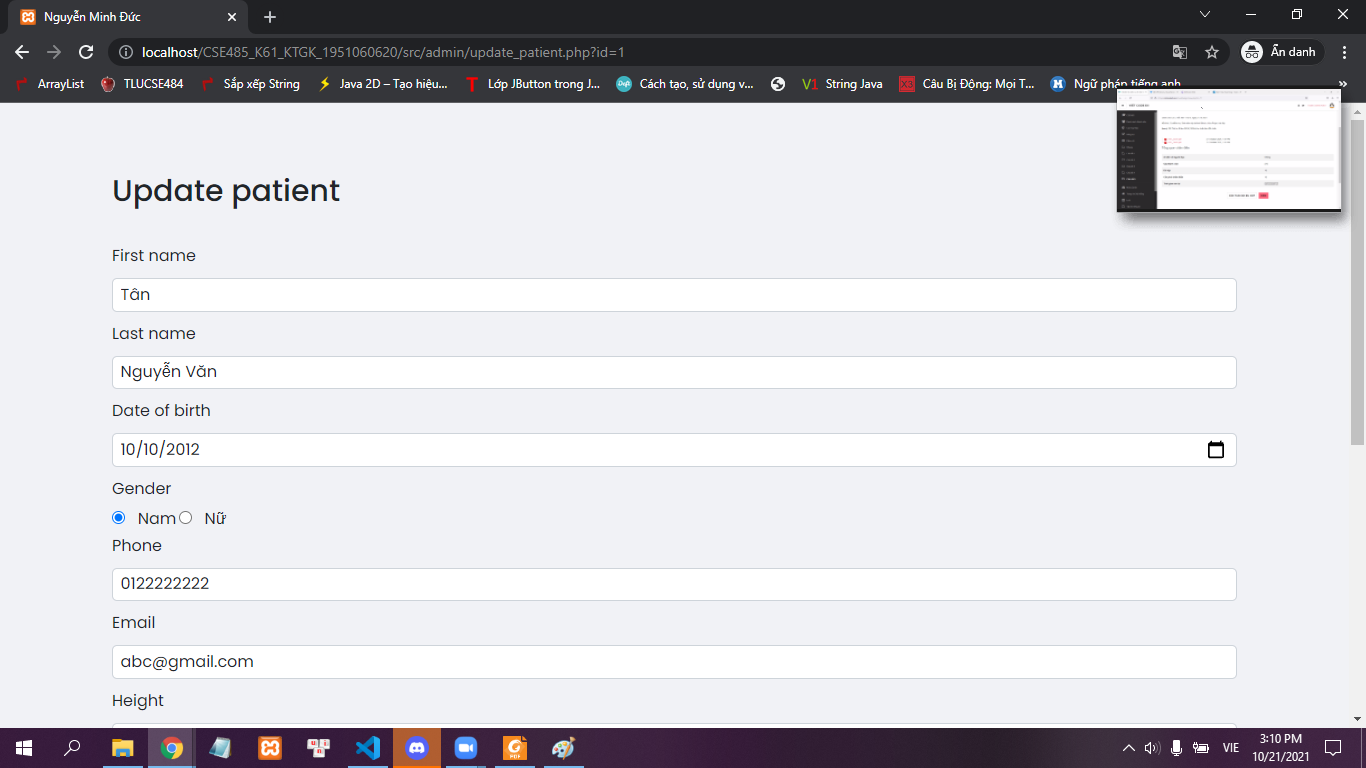 Nguyễn Minh Đức
localhost/CSE485_K61_KTGK_1951060620/src/admin/update_patient.php?id=1
Ẩn danh
ArrayList
TLUCSE484
Sắp xếp String
Java 2D – Tạo hiệu...
Lớp JButton trong J...
Cách tạo, sử dụng v...
V1 String Java
Câu Bị Động: Mọi T...
Ngữ pháp tiếng anh
Update patient
First name
Tân
Last name
Nguyễn Văn
Date of birth
10/10/2012
Gender
Nam Nữ
Phone
0122222222
Email
abc@gmail.com
Height
VIE
3:10 PM
10/21/2021